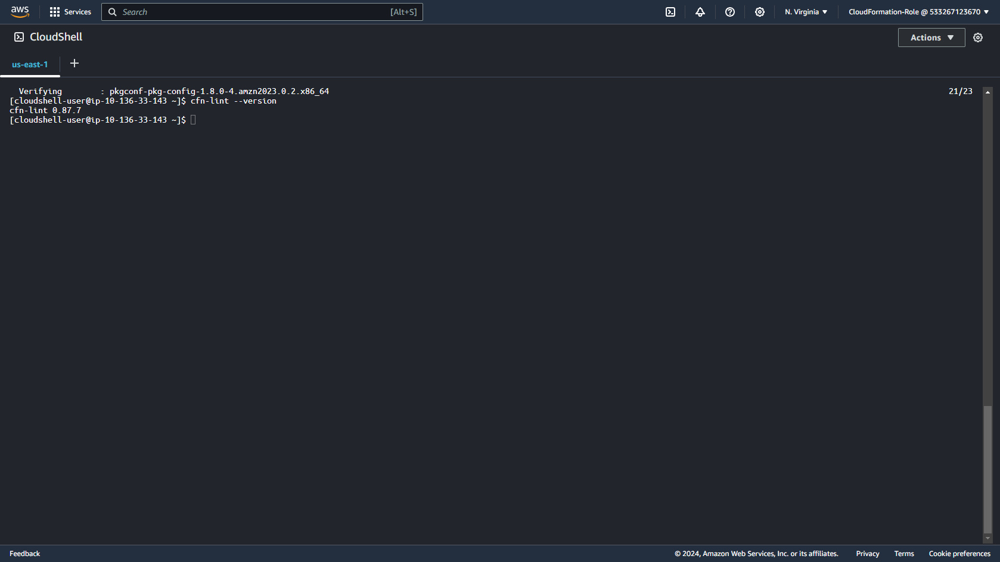 aws
Services
Search [Alt+S]
N. Virginia
CloudFormation-Role @ 533267123670
CloudShell
Actions
us-east-1
Verifying : pkgconf-pkg-config-1.8.0-4.amzn2023.0.2.x86_64 21/23
[cloudshell-user@ip-10-136-33-143 ~]$ cfn-lint --version
cfn-lint 0.87.7
[cloudshell-user@ip-10-136-33-143 ~]$
Feedback
© 2024, Amazon Web Services, Inc. or its affiliates. Privacy Terms Cookie preferences